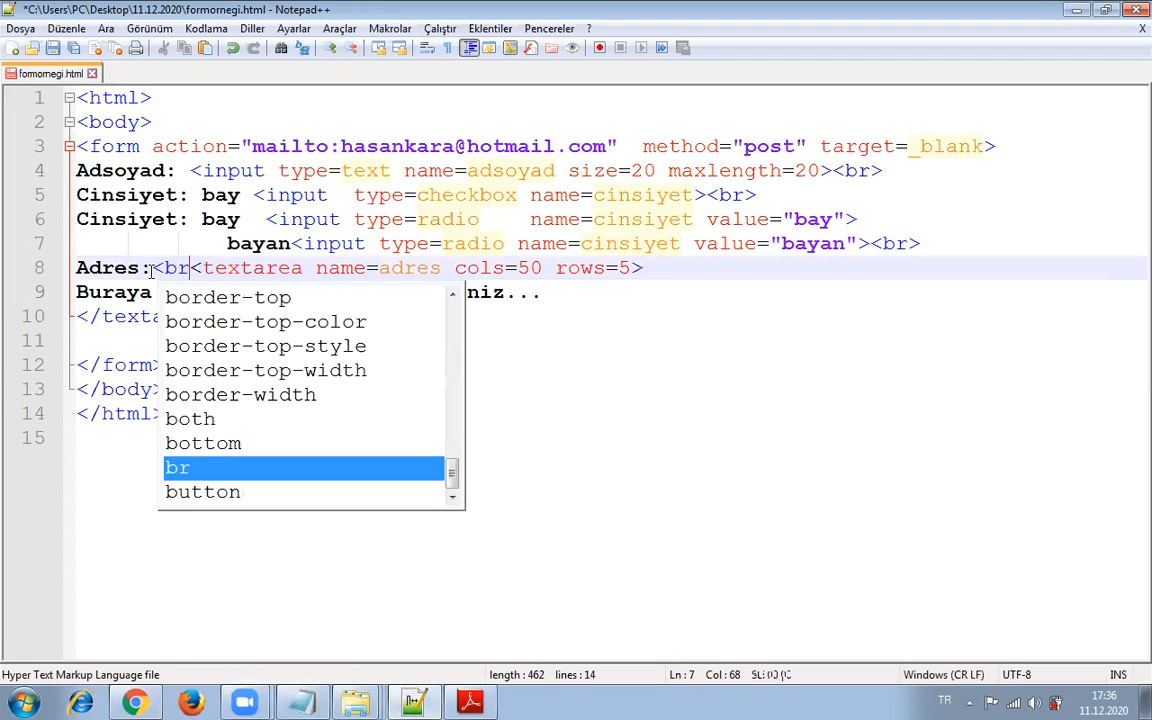 *C:\Users\PC\Desktop\11.12.2020/formornegi.html - Notepad++
Dosya Düzenle Ara Görünüm Kodlama Diller Ayarlar Araçlar Makrolar Çalıştır Eklentiler Pencereler ? X
formornegi.html
1 <html>
2 <body>
3 <form action="mailto:hasankara@hotmail.com" method="post" target=_blank>
4 Adsoyad: <input type=text name=adsoyad size=20 maxlength=20><br>
5 Cinsiyet: bay <input type=checkbox name=cinsiyet><br>
6 Cinsiyet: bay <input type=radio name=cinsiyet value="bay">
7 bayan<input type=radio name=cinsiyet value="bayan"><br>
8 Adres:<br<textarea name=adres cols=50 rows=5>
9 Buraya niz...
10 </texta
11
12 </form>
13 </body>
14 </html>
15
border-top
border-top-color
border-top-style
border-top-width
border-width
both
bottom
br
button
Hyper Text Markup Language file length : 462 lines : 14 Ln : 7 Col : 68 Windows (CR LF) UTF-8 INS
TR 17:36
11.12.2020